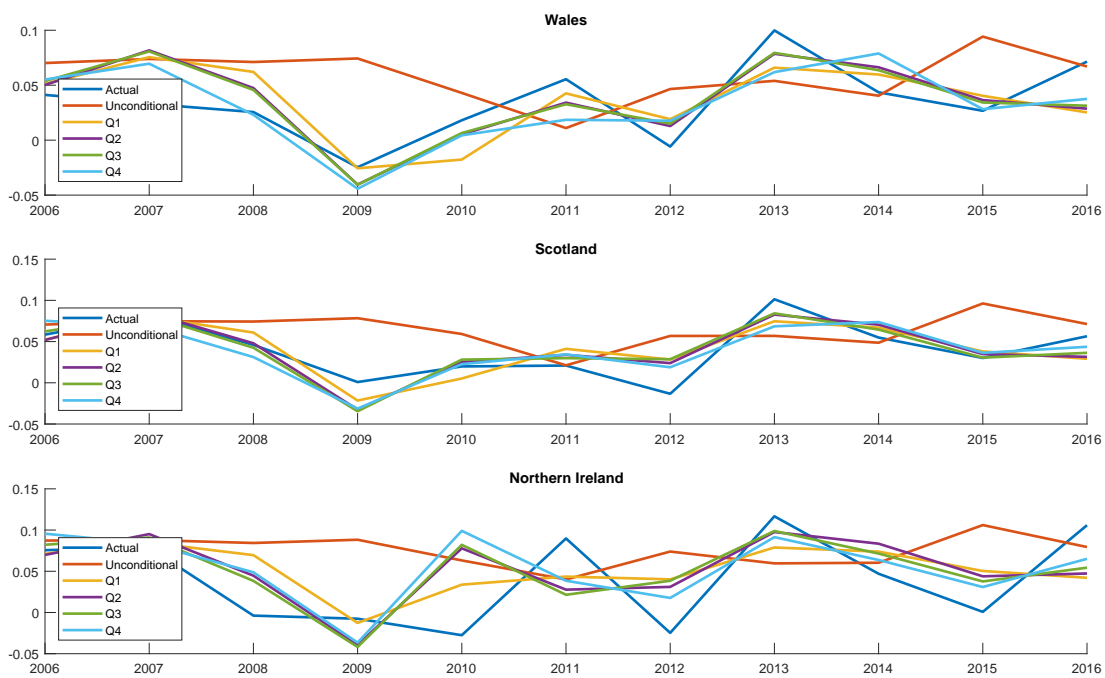 Wales
0.1
0.05
0
-0.05
Actual
Unconditional
Q1
Q2
Q3
Q4
2006 2007 2008 2009 2010 2011 2012 2013 2014 2015 2016
Scotland
0.15
0.1
0.05
0
-0.05
Actual
Unconditional
Q1
Q2
Q3
Q4
2006 2007 2008 2009 2010 2011 2012 2013 2014 2015 2016
Northern Ireland
0.15
0.1
0.05
0
-0.05
Actual
Unconditional
Q1
Q2
Q3
Q4
2006 2007 2008 2009 2010 2011 2012 2013 2014 2015 2016